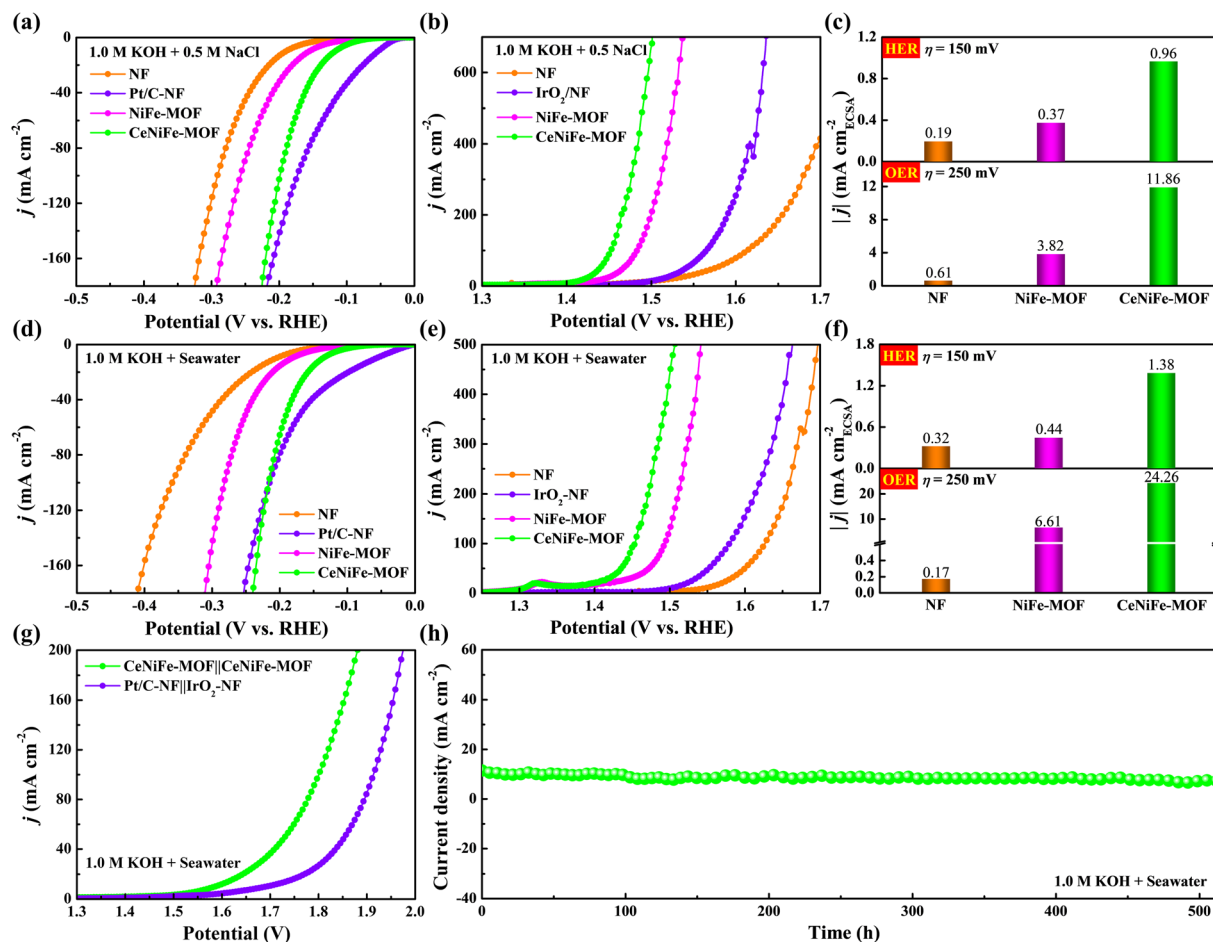 (a)
1.0 M KOH + 0.5 M NaCl
NF
Pt/C-NF
NiFe-MOF
CeNiFe-MOF
0
-40
-80
-120
-160
j (mA cm⁻²)
-0.5 -0.4 -0.3 -0.2 -0.1 0.0
Potential (V vs. RHE)
(b)
1.0 M KOH + 0.5 NaCl
NF
IrO₂/NF
NiFe-MOF
CeNiFe-MOF
600
400
200
0
j (mA cm⁻²)
1.3 1.4 1.5 1.6 1.7
Potential (V vs. RHE)
(c)
HER η = 150 mV
1.2
0.8
0.4
0.0
0.19 0.37 0.96
OER η = 250 mV
12
8
4
0
0.61 3.82 11.86
|j| (mA cm⁻²ECSA)
NF NiFe-MOF CeNiFe-MOF
(d)
1.0 M KOH + Seawater
NF
Pt/C-NF
NiFe-MOF
CeNiFe-MOF
0
-40
-80
-120
-160
j (mA cm⁻²)
-0.5 -0.4 -0.3 -0.2 -0.1 0.0
Potential (V vs. RHE)
(e)
1.0 M KOH + Seawater
NF
IrO₂-NF
NiFe-MOF
CeNiFe-MOF
500
400
300
200
100
0
j (mA cm⁻²)
1.3 1.4 1.5 1.6 1.7
Potential (V vs. RHE)
(f)
HER η = 150 mV
1.8
1.2
0.6
0.0
0.32 0.44 1.38
OER η = 250 mV
20
10
0.4
0.2
0.0
0.17 6.61 24.26
|j| (mA cm⁻²ECSA)
NF NiFe-MOF CeNiFe-MOF
(g)
CeNiFe-MOF||CeNiFe-MOF
Pt/C-NF||IrO₂-NF
1.0 M KOH + Seawater
200
160
120
80
40
0
j (mA cm⁻²)
1.3 1.4 1.5 1.6 1.7 1.8 1.9 2.0
Potential (V)
(h)
60
40
20
0
-20
-40
Current density (mA cm⁻²)
1.0 M KOH + Seawater
0 100 200 300 400 500
Time (h)